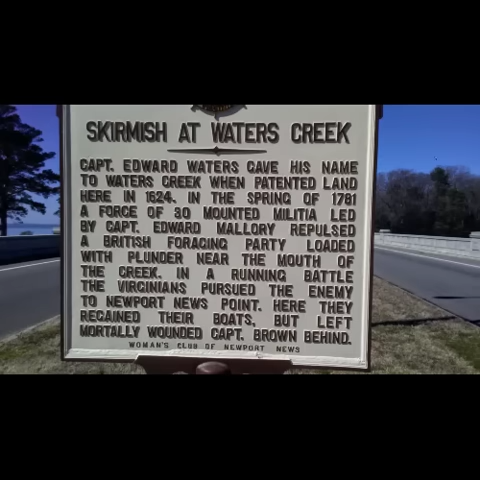 SKIRMISH AT WATERS CREEK
CAPT. EDWARD WATERS GAVE HIS NAME
TO WATERS CREEK WHEN PATENTED LAND
HERE IN 1624. IN THE SPRING OF 1781
A FORCE OF 30 MOUNTED MILITIA LED
BY CAPT. EDWARD MALLORY REPULSED
A BRITISH FORAGING PARTY LOADED
WITH PLUNDER NEAR THE MOUTH OF
THE CREEK. IN A RUNNING BATTLE
THE VIRGINIANS PURSUED THE ENEMY
TO NEWPORT NEWS POINT. HERE THEY
REGAINED THEIR BOATS, BUT LEFT
MORTALLY WOUNDED CAPT. BROWN BEHIND.
WOMAN'S CLUB OF NEWPORT NEWS